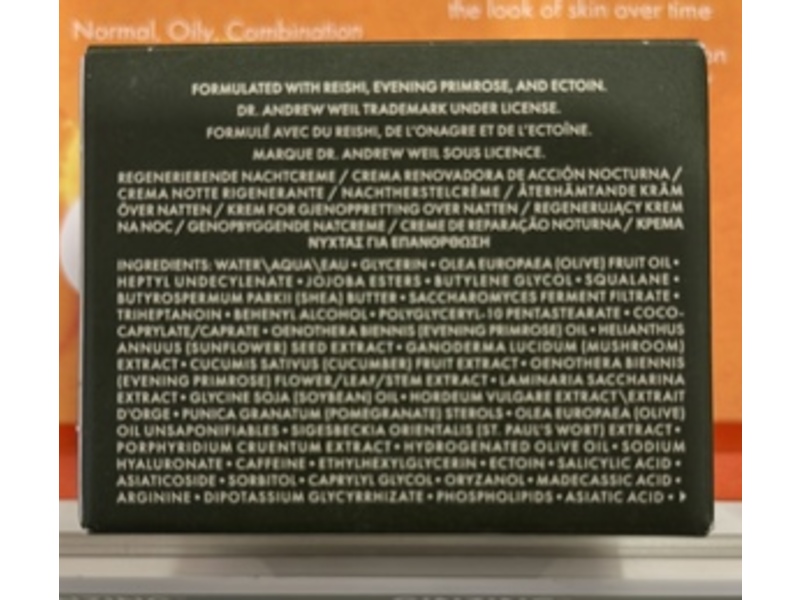 the look of skin over time
Normal, Oily, Combination
FORMULATED WITH REISHI, EVENING PRIMROSE, AND ECTOIN.
DR. ANDREW WEIL TRADEMARK UNDER LICENSE.
FORMULÉ AVEC DU REISHI, DE L'ONAGRE ET DE L'ECTOÏNE.
MARQUE DR. ANDREW WEIL SOUS LICENCE.
REGENERIERENDE NACHTCREME / CREMA RENOVADORA DE ACCIÓN NOCTURNA /
CREMA NOTTE RIGENERANTE / NACHTHERSTELCRÈME / ÅTERHÄMTANDE KRÄM
ÖVER NATTEN / KREM FOR GJENOPPRETTING OVER NATTEN / REGENERUJĄCY KREM
NA NOC / GENOPBYGGENDE NATCREME / CREME DE REPARAÇÃO NOTURNA / ΚΡΕΜΑ
ΝΥΧΤΑΣ ΓΙΑ ΕΠΑΝΟΡΘΩΣΗ
INGREDIENTS: WATER\AQUA\EAU • GLYCERIN • OLEA EUROPAEA (OLIVE) FRUIT OIL •
HEPTYL UNDECYLENATE • JOJOBA ESTERS • BUTYLENE GLYCOL • SQUALANE •
BUTYROSPERMUM PARKII (SHEA) BUTTER • SACCHAROMYCES FERMENT FILTRATE •
TRIHEPTANOIN • BEHENYL ALCOHOL • POLYGLYCERYL-10 PENTASTEARATE • COCO-
CAPRYLATE/CAPRATE • OENOTHERA BIENNIS (EVENING PRIMROSE) OIL • HELIANTHUS
ANNUUS (SUNFLOWER) SEED EXTRACT • GANODERMA LUCIDUM (MUSHROOM)
EXTRACT • CUCUMIS SATIVUS (CUCUMBER) FRUIT EXTRACT • OENOTHERA BIENNIS
(EVENING PRIMROSE) FLOWER/LEAF/STEM EXTRACT • LAMINARIA SACCHARINA
EXTRACT • GLYCINE SOJA (SOYBEAN) OIL • HORDEUM VULGARE EXTRACT\EXTRAIT
D'ORGE • PUNICA GRANATUM (POMEGRANATE) STEROLS • OLEA EUROPAEA (OLIVE)
OIL UNSAPONIFIABLES • SIGESBECKIA ORIENTALIS (ST. PAUL'S WORT) EXTRACT •
PORPHYRIDIUM CRUENTUM EXTRACT • HYDROGENATED OLIVE OIL • SODIUM
HYALURONATE • CAFFEINE • ETHYLHEXYLGLYCERIN • ECTOIN • SALICYLIC ACID •
ASIATICOSIDE • SORBITOL • CAPRYLYL GLYCOL • ORYZANOL • MADECASSIC ACID •
ARGININE • DIPOTASSIUM GLYCYRRHIZATE • PHOSPHOLIPIDS • ASIATIC ACID •